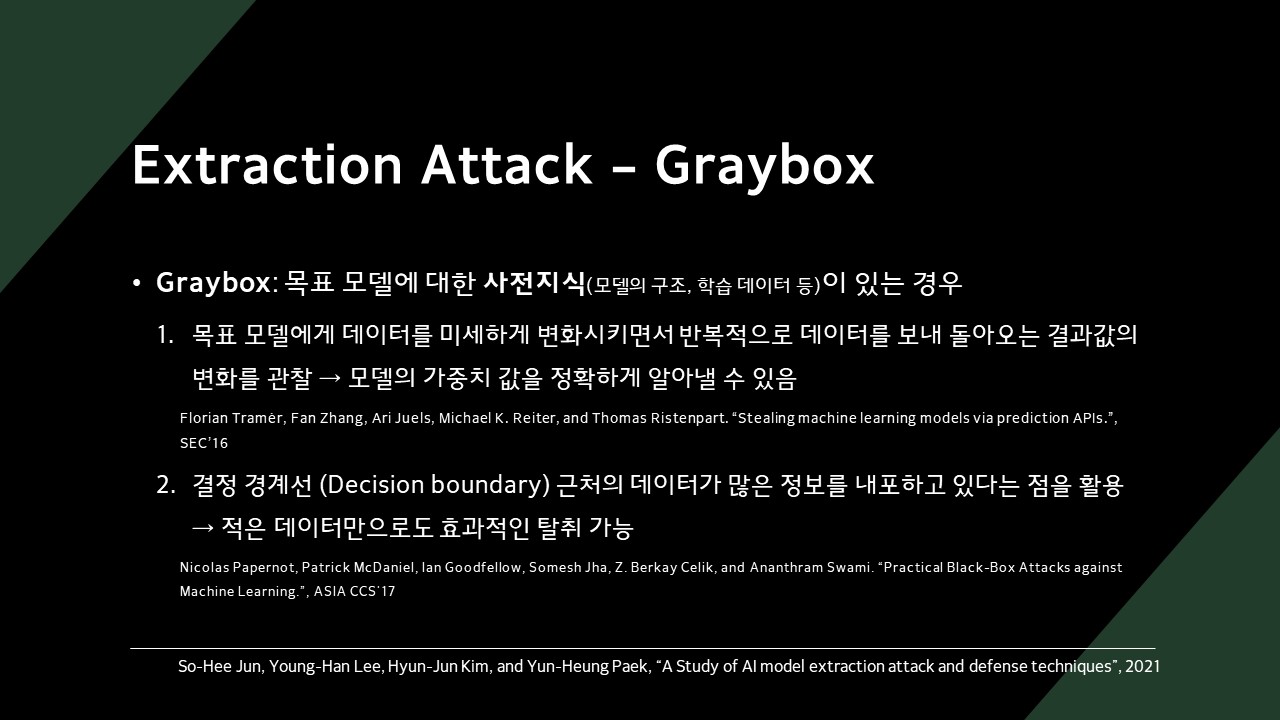 Extraction Attack – Graybox
• Graybox: 목표 모델에 대한 사전지식(모델의 구조, 학습 데이터 등)이 있는 경우
1. 목표 모델에게 데이터를 미세하게 변화시키면서 반복적으로 데이터를 보내 돌아오는 결과값의
변화를 관찰 → 모델의 가중치 값을 정확하게 알아낼 수 있음
Florian Tramèr, Fan Zhang, Ari Juels, Michael K. Reiter, and Thomas Ristenpart. “Stealing machine learning models via prediction APIs.”,
SEC’16
2. 결정 경계선 (Decision boundary) 근처의 데이터가 많은 정보를 내포하고 있다는 점을 활용
→ 적은 데이터만으로도 효과적인 탈취 가능
Nicolas Papernot, Patrick McDaniel, Ian Goodfellow, Somesh Jha, Z. Berkay Celik, and Ananthram Swami. “Practical Black-Box Attacks against
Machine Learning.”, ASIA CCS'17
So-Hee Jun, Young-Han Lee, Hyun-Jun Kim, and Yun-Heung Paek, “A Study of AI model extraction attack and defense techniques”, 2021